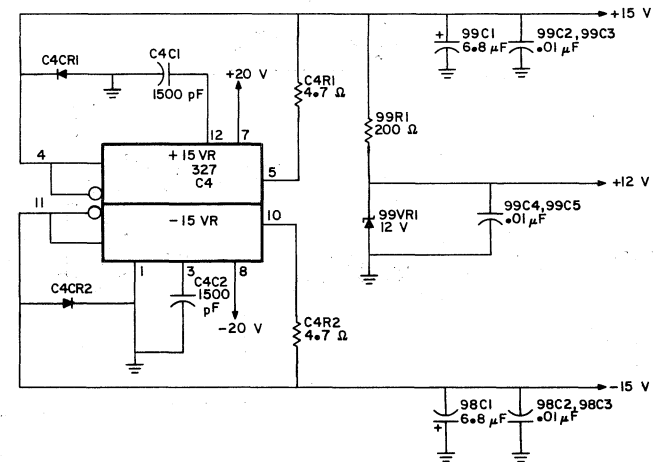 +15 V
99C1
6.8 µF
99C2,99C3
.01 µF
C4CR1
C4C1
1500 pF
+20 V
C4R1
4.7 Ω
99R1
200 Ω
12
7
4
+15 VR
327
C4
5
+12 V
11
-15 VR
10
99VR1
12 V
99C4,99C5
.01 µF
1
3
8
C4CR2
C4C2
1500
pF
-20 V
C4R2
4.7 Ω
-15 V
98C1
6.8 µF
98C2,98C3
.01 µF
+
+